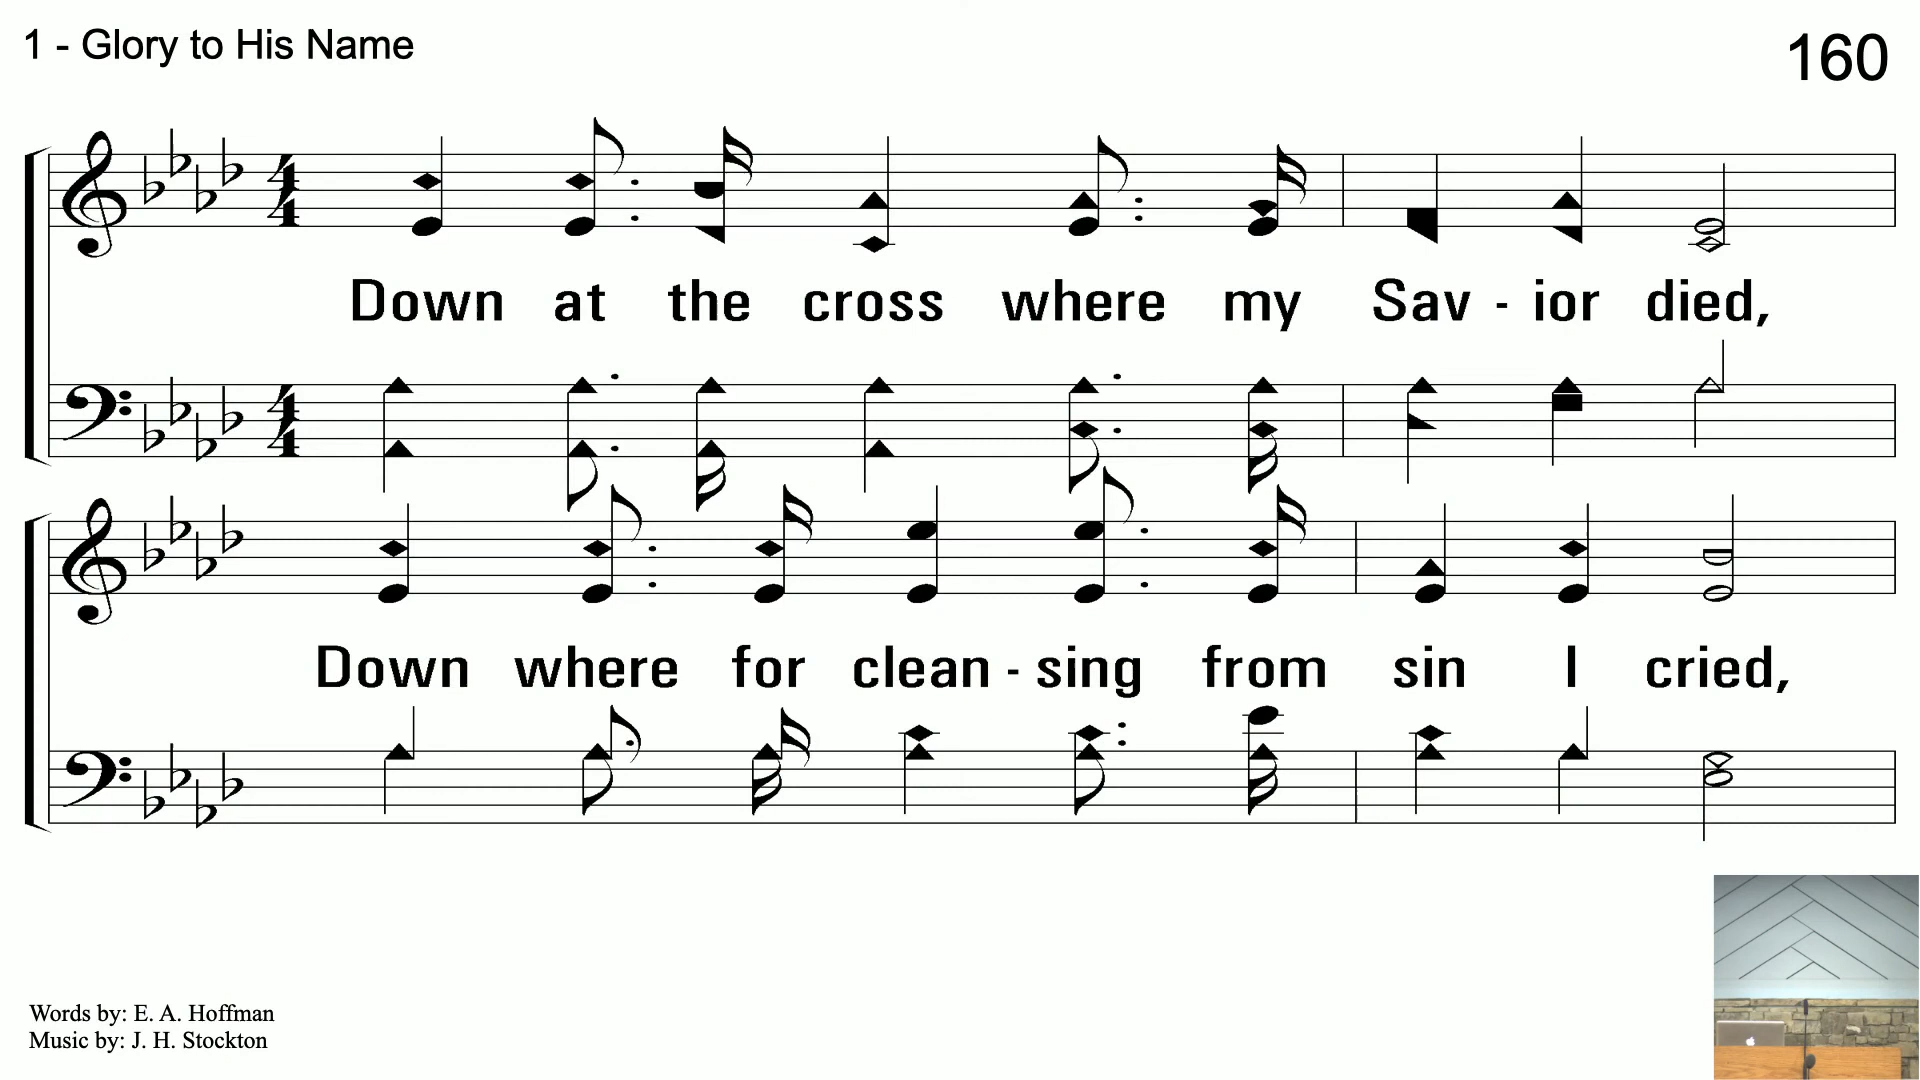 1 - Glory to His Name
160
Down at the cross where my Sav - ior died,
Down where for clean - sing from sin I cried,
Words by: E. A. Hoffman
Music by: J. H. Stockton